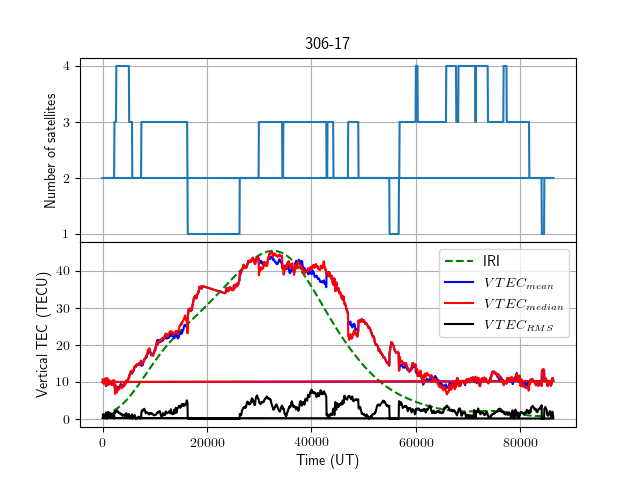 306-17
Number of satellites
4
3
2
1
Vertical TEC (TECU)
40
30
20
10
0
IRI
VTEC_mean
VTEC_median
VTEC_RMS
0 20000 40000 60000 80000
Time (UT)